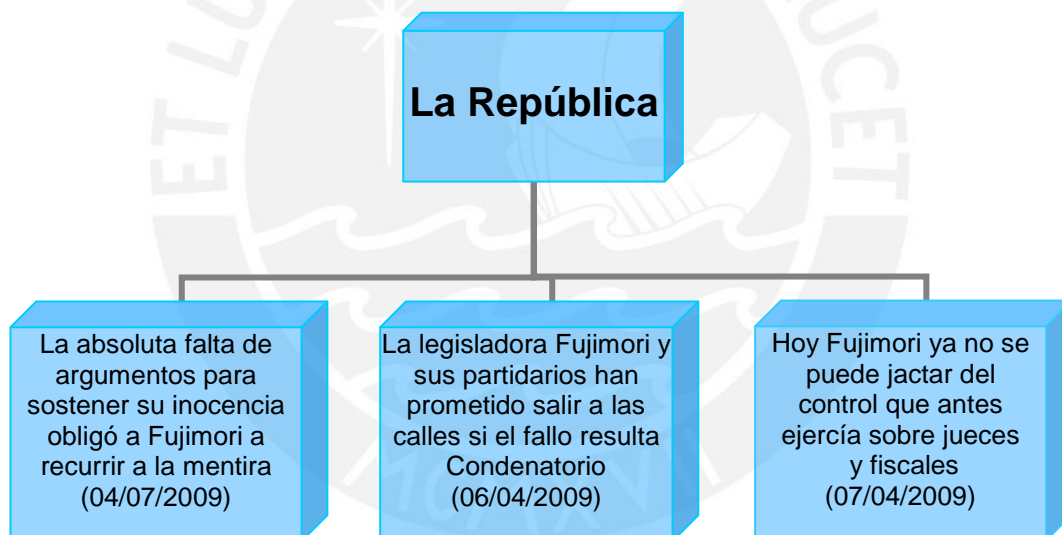 La República
La absoluta falta de
argumentos para
sostener su inocencia
obligó a Fujimori a
recurrir a la mentira
(04/07/2009)
La legisladora Fujimori y
sus partidarios han
prometido salir a las
calles si el fallo resulta
Condenatorio
(06/04/2009)
Hoy Fujimori ya no se
puede jactar del
control que antes
ejercía sobre jueces
y fiscales
(07/04/2009)